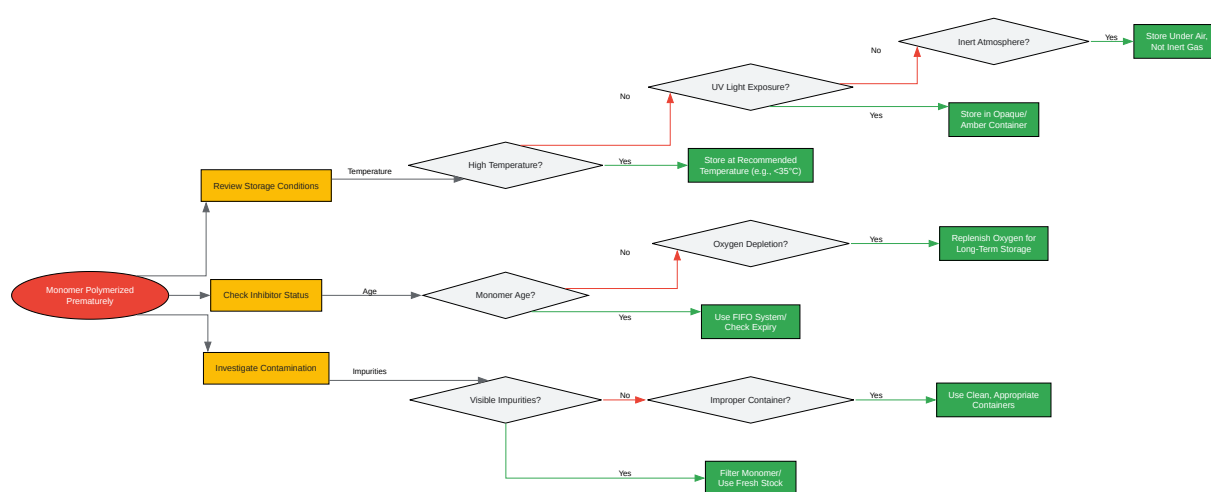 Inert Atmosphere?
Yes
Store Under Air,
Not Inert Gas
No
UV Light Exposure?
Yes
Store in Opaque/
Amber Container
No
High Temperature?
Yes
Store at Recommended
Temperature (e.g., <35°C)
Temperature
Review Storage Conditions
Oxygen Depletion?
Yes
Replenish Oxygen for
Long-Term Storage
No
Monomer Polymerized
Prematurely
Check Inhibitor Status
Age
Monomer Age?
Yes
Use FIFO System/
Check Expiry
Investigate Contamination
Impurities
Visible Impurities?
No
Improper Container?
Yes
Use Clean, Appropriate
Containers
Yes
Filter Monomer/
Use Fresh Stock